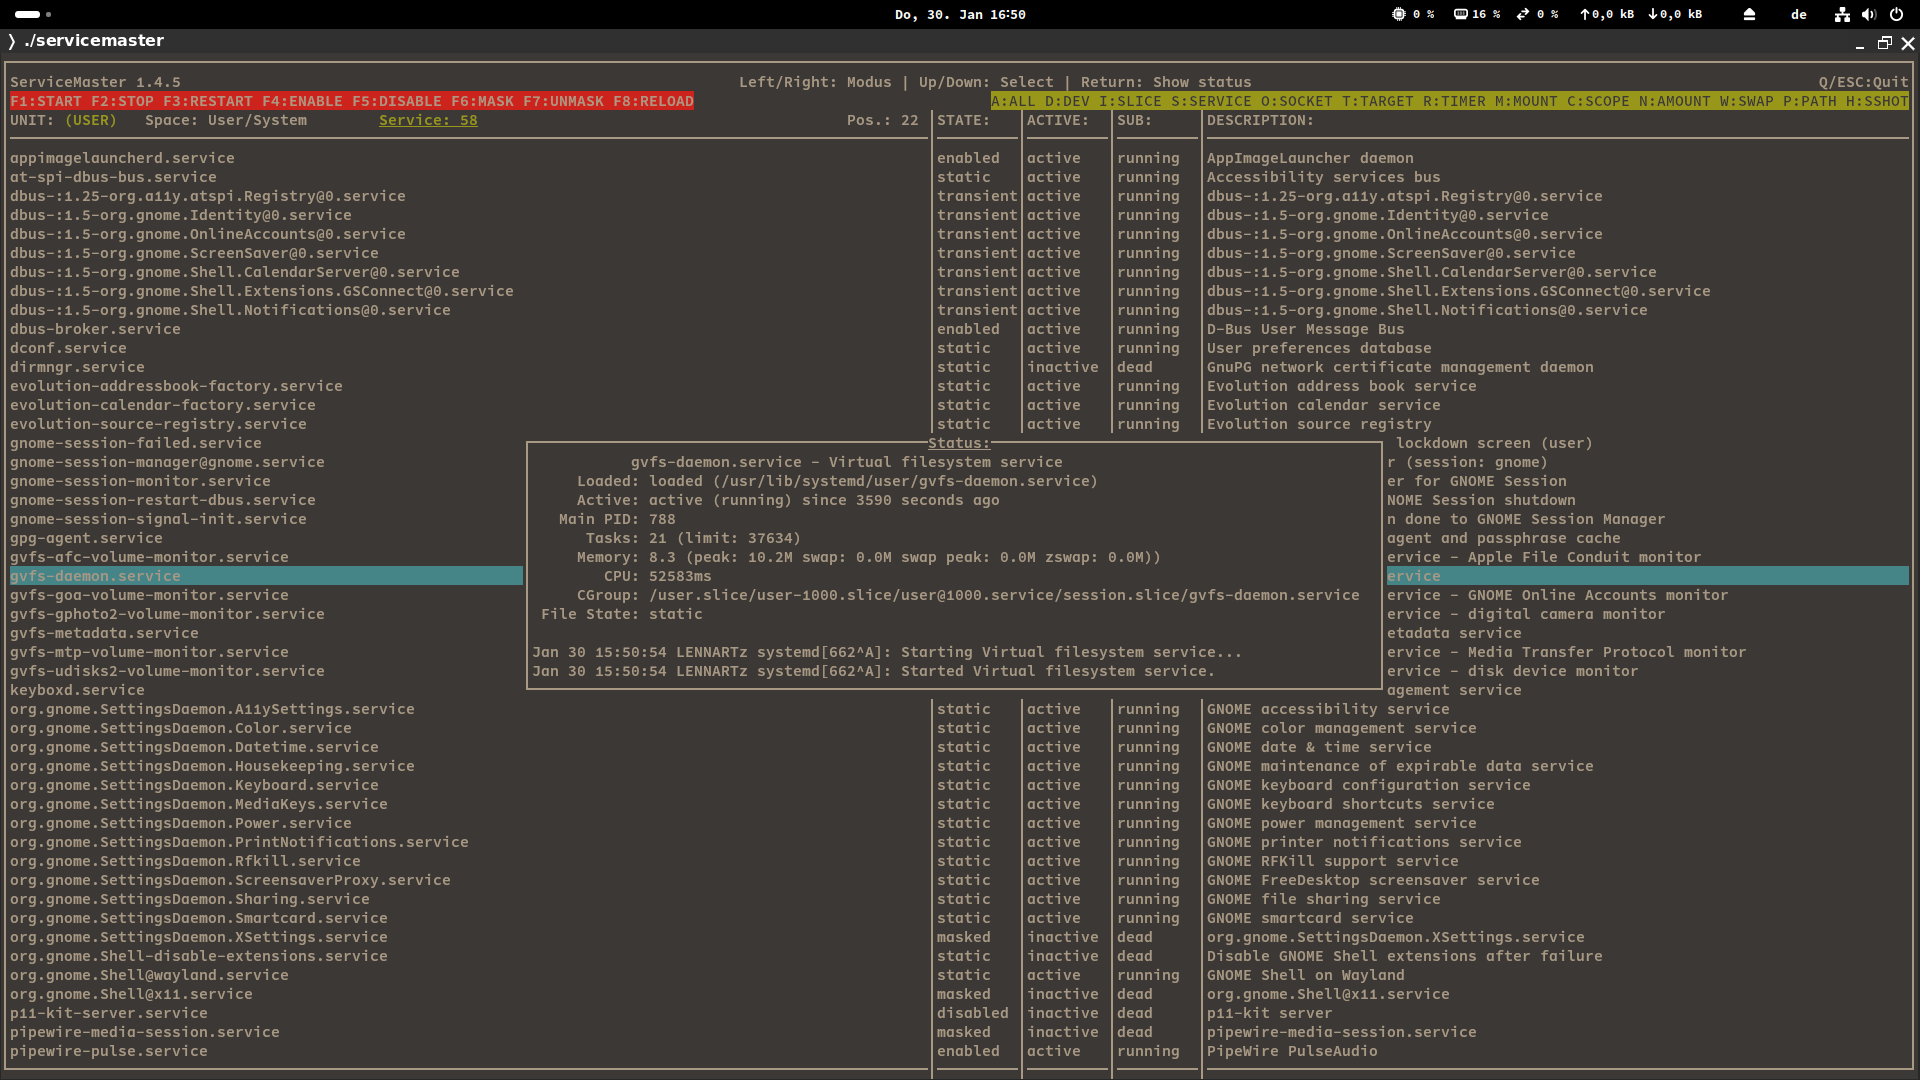 Do, 30. Jan 16:50
0 % 16 % 0 % 0,0 kB 0,0 kB de
❭ ./servicemaster
ServiceMaster 1.4.5 Left/Right: Modus | Up/Down: Select | Return: Show status Q/ESC:Quit
F1:START F2:STOP F3:RESTART F4:ENABLE F5:DISABLE F6:MASK F7:UNMASK F8:RELOAD A:ALL D:DEV I:SLICE S:SERVICE O:SOCKET T:TARGET R:TIMER M:MOUNT C:SCOPE N:AMOUNT W:SWAP P:PATH H:SSHOT
UNIT: (USER) Space: User/System Service: 58 Pos.: 22 STATE: ACTIVE: SUB: DESCRIPTION:
appimagelauncherd.service enabled active running AppImageLauncher daemon
at-spi-dbus-bus.service static active running Accessibility services bus
dbus-:1.25-org.a11y.atspi.Registry@0.service transient active running dbus-:1.25-org.a11y.atspi.Registry@0.service
dbus-:1.5-org.gnome.Identity@0.service transient active running dbus-:1.5-org.gnome.Identity@0.service
dbus-:1.5-org.gnome.OnlineAccounts@0.service transient active running dbus-:1.5-org.gnome.OnlineAccounts@0.service
dbus-:1.5-org.gnome.ScreenSaver@0.service transient active running dbus-:1.5-org.gnome.ScreenSaver@0.service
dbus-:1.5-org.gnome.Shell.CalendarServer@0.service transient active running dbus-:1.5-org.gnome.Shell.CalendarServer@0.service
dbus-:1.5-org.gnome.Shell.Extensions.GSConnect@0.service transient active running dbus-:1.5-org.gnome.Shell.Extensions.GSConnect@0.service
dbus-:1.5-org.gnome.Shell.Notifications@0.service transient active running dbus-:1.5-org.gnome.Shell.Notifications@0.service
dbus-broker.service enabled active running D-Bus User Message Bus
dconf.service static active running User preferences database
dirmngr.service static inactive dead GnuPG network certificate management daemon
evolution-addressbook-factory.service static active running Evolution address book service
evolution-calendar-factory.service static active running Evolution calendar service
evolution-source-registry.service static active running Evolution source registry
gnome-session-failed.service Status: lockdown screen (user)
gnome-session-manager@gnome.service gvfs-daemon.service - Virtual filesystem service r (session: gnome)
gnome-session-monitor.service Loaded: loaded (/usr/lib/systemd/user/gvfs-daemon.service) er for GNOME Session
gnome-session-restart-dbus.service Active: active (running) since 3590 seconds ago NOME Session shutdown
gnome-session-signal-init.service Main PID: 788 n done to GNOME Session Manager
gpg-agent.service Tasks: 21 (limit: 37634) agent and passphrase cache
gvfs-afc-volume-monitor.service Memory: 8.3 (peak: 10.2M swap: 0.0M swap peak: 0.0M zswap: 0.0M)) ervice - Apple File Conduit monitor
gvfs-daemon.service CPU: 52583ms ervice
gvfs-goa-volume-monitor.service CGroup: /user.slice/user-1000.slice/user@1000.service/session.slice/gvfs-daemon.service ervice - GNOME Online Accounts monitor
gvfs-gphoto2-volume-monitor.service File State: static ervice - digital camera monitor
gvfs-metadata.service etadata service
gvfs-mtp-volume-monitor.service Jan 30 15:50:54 LENNARTz systemd[662^A]: Starting Virtual filesystem service... ervice - Media Transfer Protocol monitor
gvfs-udisks2-volume-monitor.service Jan 30 15:50:54 LENNARTz systemd[662^A]: Started Virtual filesystem service. ervice - disk device monitor
keyboxd.service agement service
org.gnome.SettingsDaemon.A11ySettings.service static active running GNOME accessibility service
org.gnome.SettingsDaemon.Color.service static active running GNOME color management service
org.gnome.SettingsDaemon.Datetime.service static active running GNOME date & time service
org.gnome.SettingsDaemon.Housekeeping.service static active running GNOME maintenance of expirable data service
org.gnome.SettingsDaemon.Keyboard.service static active running GNOME keyboard configuration service
org.gnome.SettingsDaemon.MediaKeys.service static active running GNOME keyboard shortcuts service
org.gnome.SettingsDaemon.Power.service static active running GNOME power management service
org.gnome.SettingsDaemon.PrintNotifications.service static active running GNOME printer notifications service
org.gnome.SettingsDaemon.Rfkill.service static active running GNOME RFKill support service
org.gnome.SettingsDaemon.ScreensaverProxy.service static active running GNOME FreeDesktop screensaver service
org.gnome.SettingsDaemon.Sharing.service static active running GNOME file sharing service
org.gnome.SettingsDaemon.Smartcard.service static active running GNOME smartcard service
org.gnome.SettingsDaemon.XSettings.service masked inactive dead org.gnome.SettingsDaemon.XSettings.service
org.gnome.Shell-disable-extensions.service static inactive dead Disable GNOME Shell extensions after failure
org.gnome.Shell@wayland.service static active running GNOME Shell on Wayland
org.gnome.Shell@x11.service masked inactive dead org.gnome.Shell@x11.service
p11-kit-server.service disabled inactive dead p11-kit server
pipewire-media-session.service masked inactive dead pipewire-media-session.service
pipewire-pulse.service enabled active running PipeWire PulseAudio